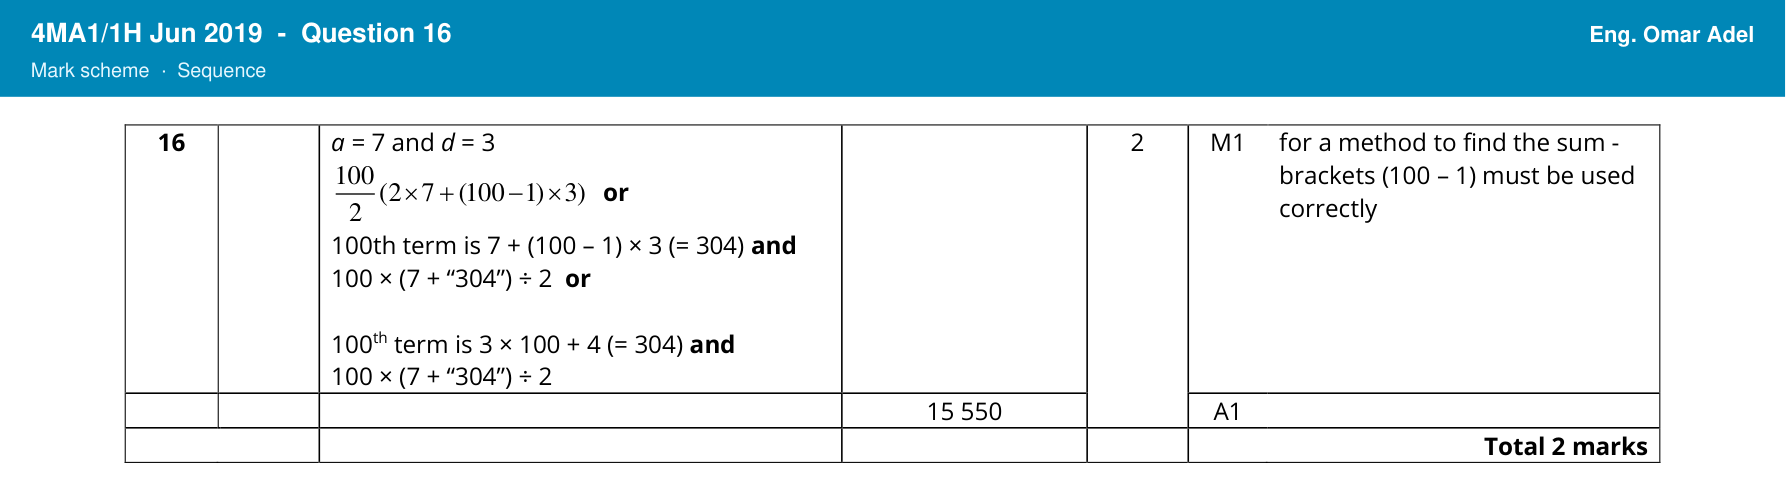 4MA1/1H Jun 2019 - Question 16
Eng. Omar Adel
Mark scheme · Sequence
16
a = 7 and d = 3
100/2 (2×7+(100−1)×3) or
100th term is 7 + (100 – 1) × 3 (= 304) and
100 × (7 + “304”) ÷ 2 or
100th term is 3 × 100 + 4 (= 304) and
100 × (7 + “304”) ÷ 2
2
M1
for a method to find the sum -
brackets (100 – 1) must be used
correctly
15 550
A1
Total 2 marks